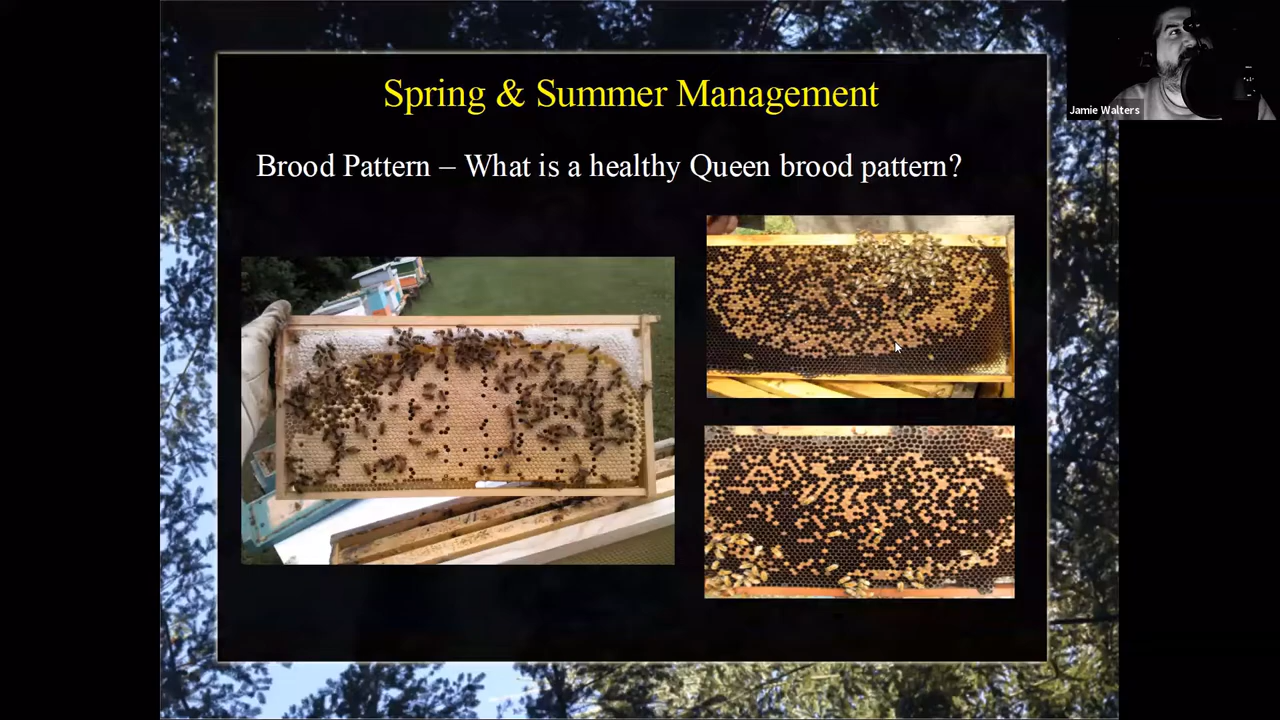 Spring & Summer Management
Jamie Walters
Brood Pattern – What is a healthy Queen brood pattern?